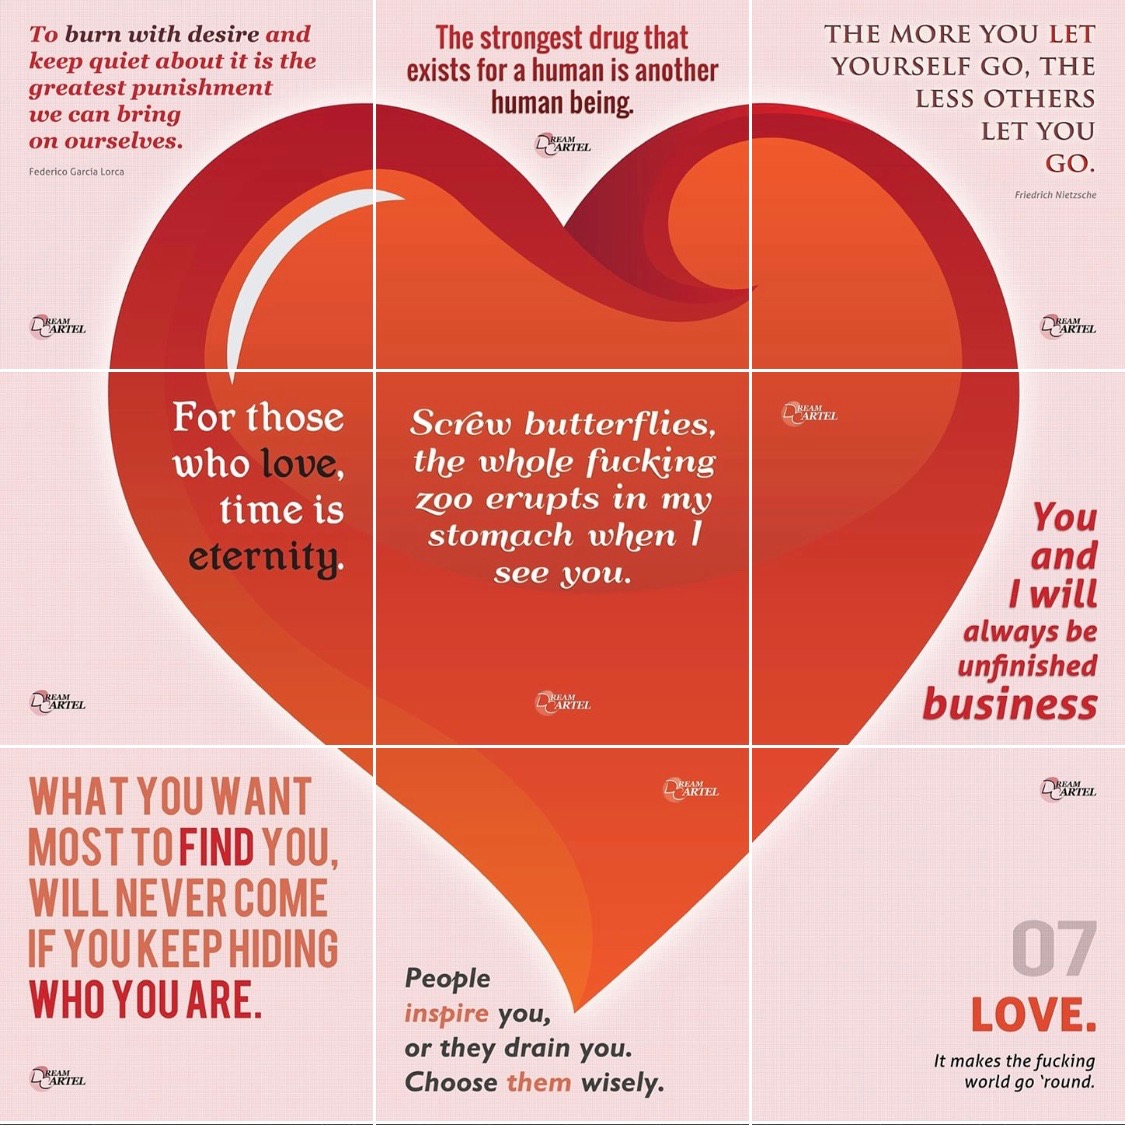 To burn with desire and
keep quiet about it is the
greatest punishment
we can bring
on ourselves.
Federico García Lorca
DREAM
CARTEL
The strongest drug that
exists for a human is another
human being.
DREAM
CARTEL
THE MORE YOU LET
YOURSELF GO, THE
LESS OTHERS
LET YOU
GO.
Friedrich Nietzsche
DREAM
CARTEL
For those
who love,
time is
eternity.
DREAM
CARTEL
Screw butterflies,
the whole fucking
zoo erupts in my
stomach when I
see you.
DREAM
CARTEL
DREAM
CARTEL
You
and
I will
always be
unfinished
business
WHAT YOU WANT
MOST TO FIND YOU,
WILL NEVER COME
IF YOU KEEP HIDING
WHO YOU ARE.
DREAM
CARTEL
DREAM
CARTEL
People
inspire you,
or they drain you.
Choose them wisely.
DREAM
CARTEL
07
LOVE.
It makes the fucking
world go 'round.